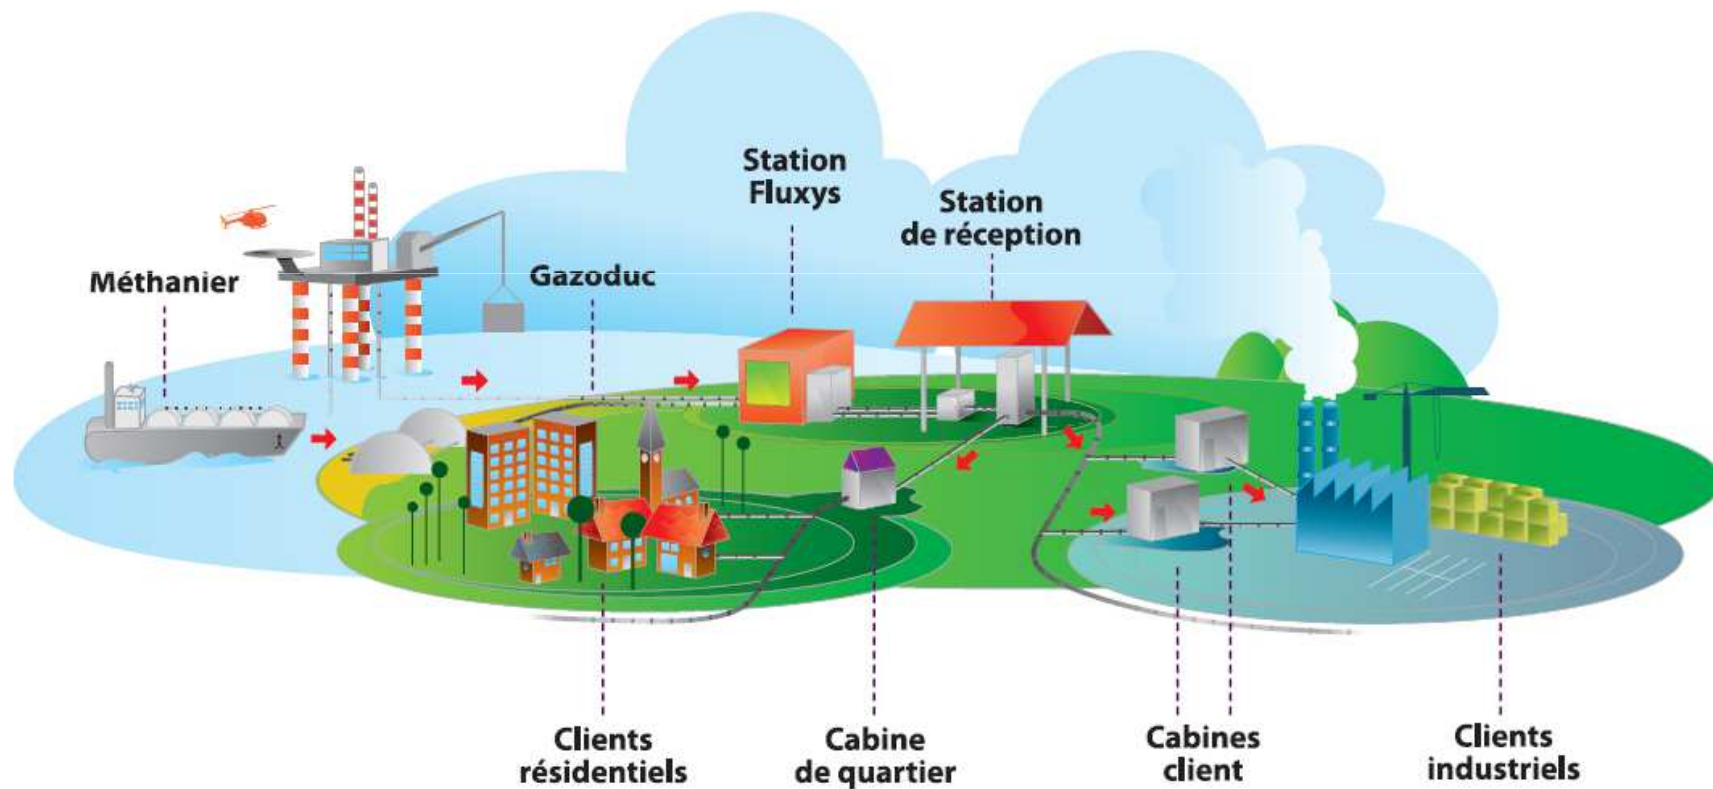 Station
Fluxys
Station
de réception
Méthanier
Gazoduc
Clients
résidentiels
Cabine
de quartier
Cabines
client
Clients
industriels